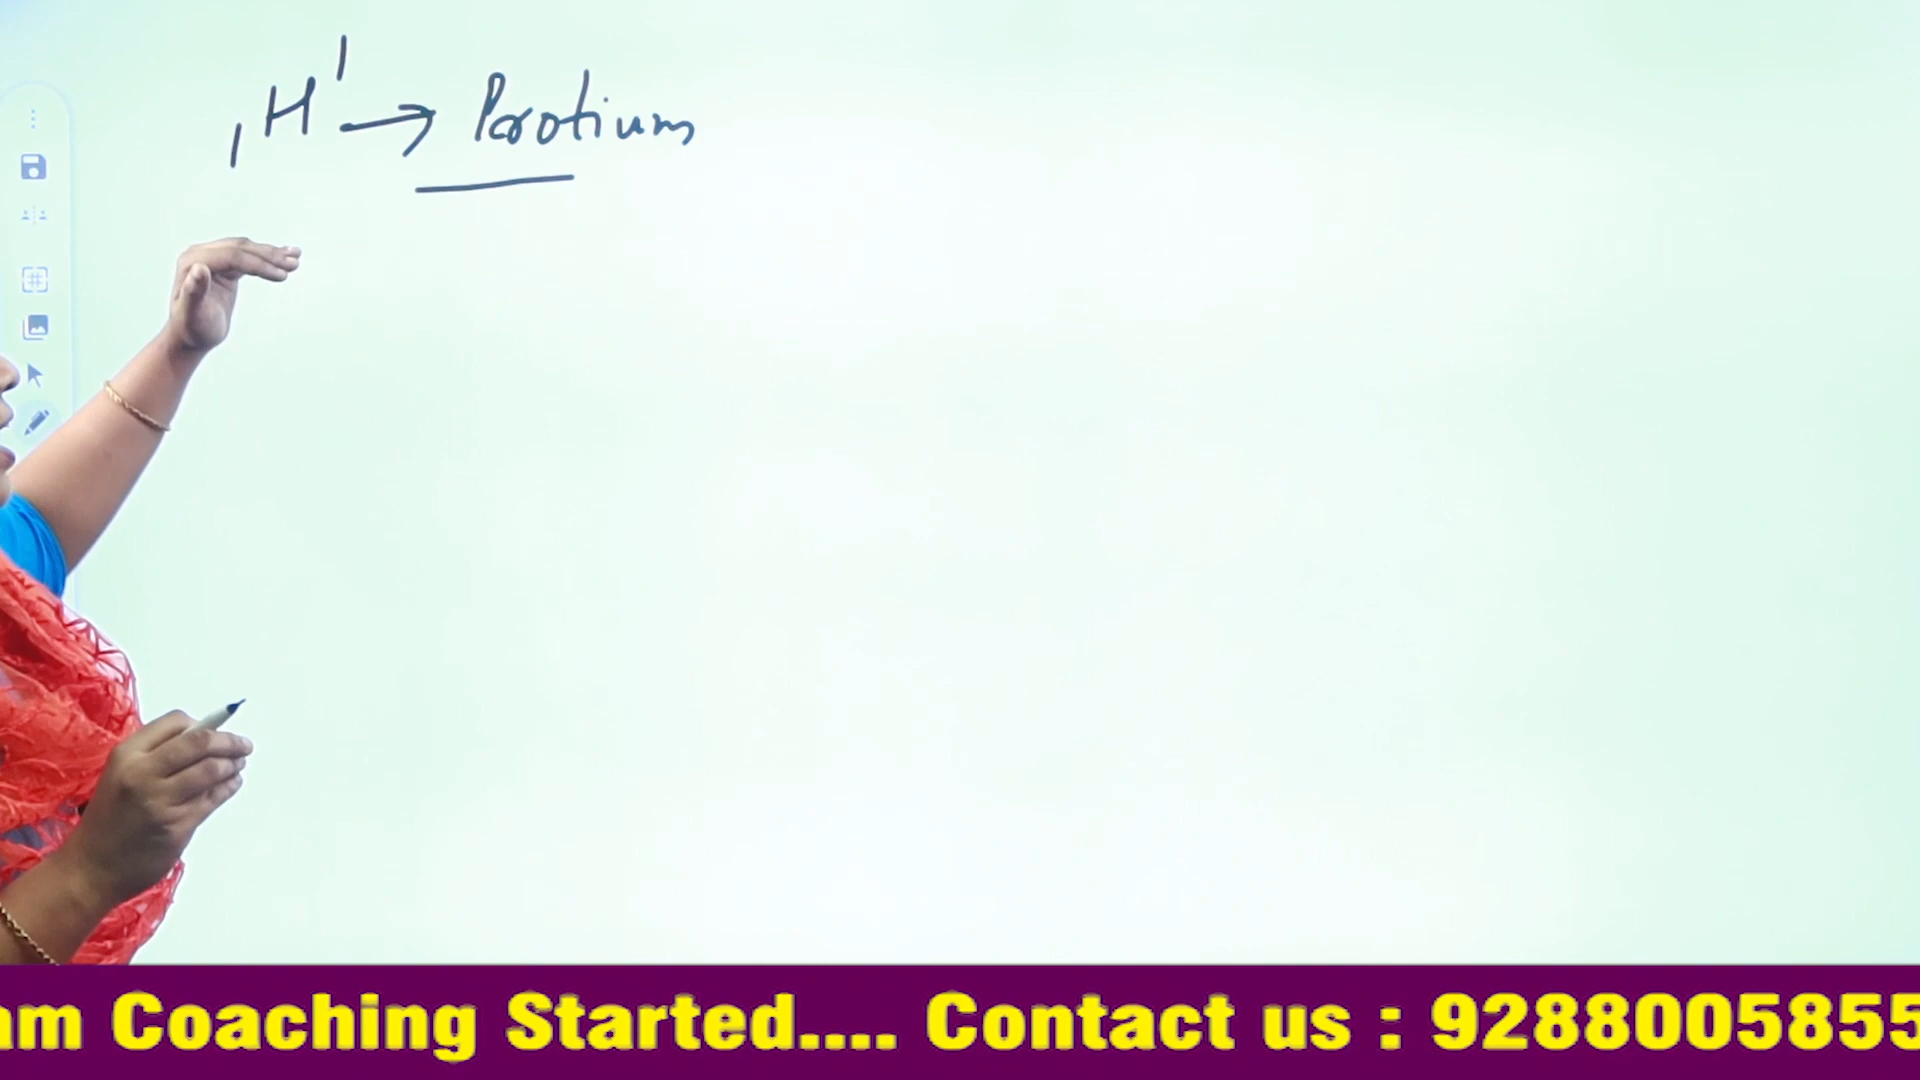 ₁H¹ → Protium
am Coaching Started.... Contact us : 9288005855